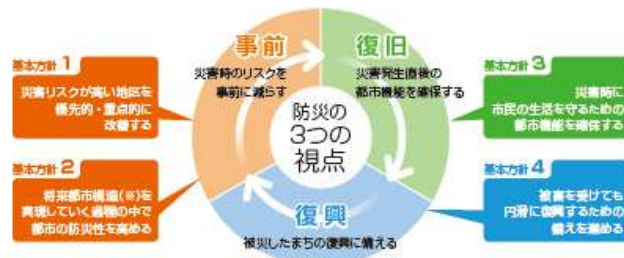 事前
災害時のリスクを
事前に減らす
復旧
災害発生直後の
都市機能を確保する
防災の
3つの
視点
復興
被災したまちの復興に備える
基本方針 1
災害リスクが高い地区を
優先的・重点的に
改善する
基本方針 2
将来都市構造(※)を
実現していく過程の中で
都市の防災性を高める
基本方針 3
災害時に
市民の生活を守るための
都市機能を確保する
基本方針 4
被害を受けても
円滑に復興するための
備えを進める